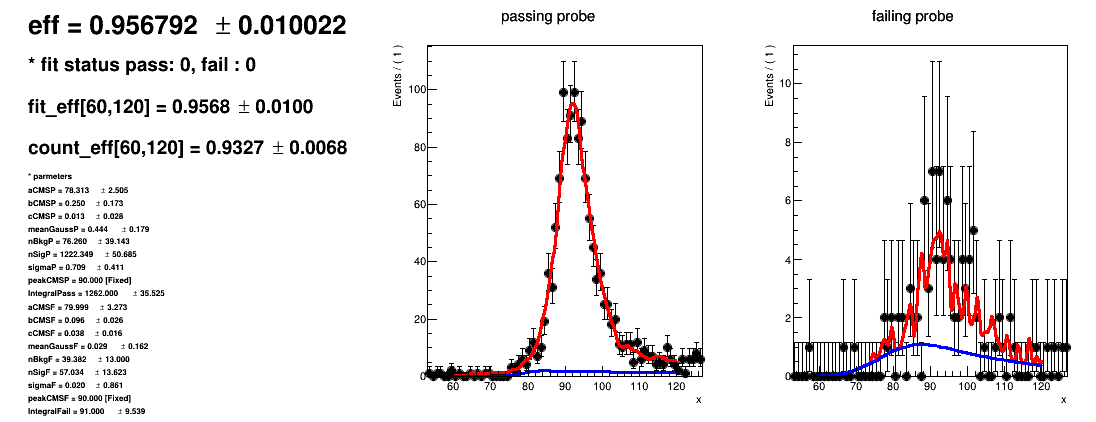 eff = 0.956792 ± 0.010022
* fit status pass: 0, fail : 0
fit_eff[60,120] = 0.9568 ± 0.0100
count_eff[60,120] = 0.9327 ± 0.0068
* parmeters
aCMSP = 78.313 ± 2.505
bCMSP = 0.250 ± 0.173
cCMSP = 0.013 ± 0.028
meanGaussP = 0.444 ± 0.179
nBkgP = 76.260 ± 39.143
nSigP = 1222.349 ± 50.685
sigmaP = 0.709 ± 0.411
peakCMSP = 90.000 [Fixed]
IntegralPass = 1262.000 ± 35.525
aCMSF = 79.999 ± 3.273
bCMSF = 0.096 ± 0.026
cCMSF = 0.038 ± 0.016
meanGaussF = 0.029 ± 0.162
nBkgF = 39.382 ± 13.000
nSigF = 57.034 ± 13.623
sigmaF = 0.020 ± 0.861
peakCMSF = 90.000 [Fixed]
IntegralFail = 91.000 ± 9.539
passing probe
Events / ( 1 )
100
80
60
40
20
0
60 70 80 90 100 110 120
x
failing probe
Events / ( 1 )
10
8
6
4
2
0
60 70 80 90 100 110 120
x